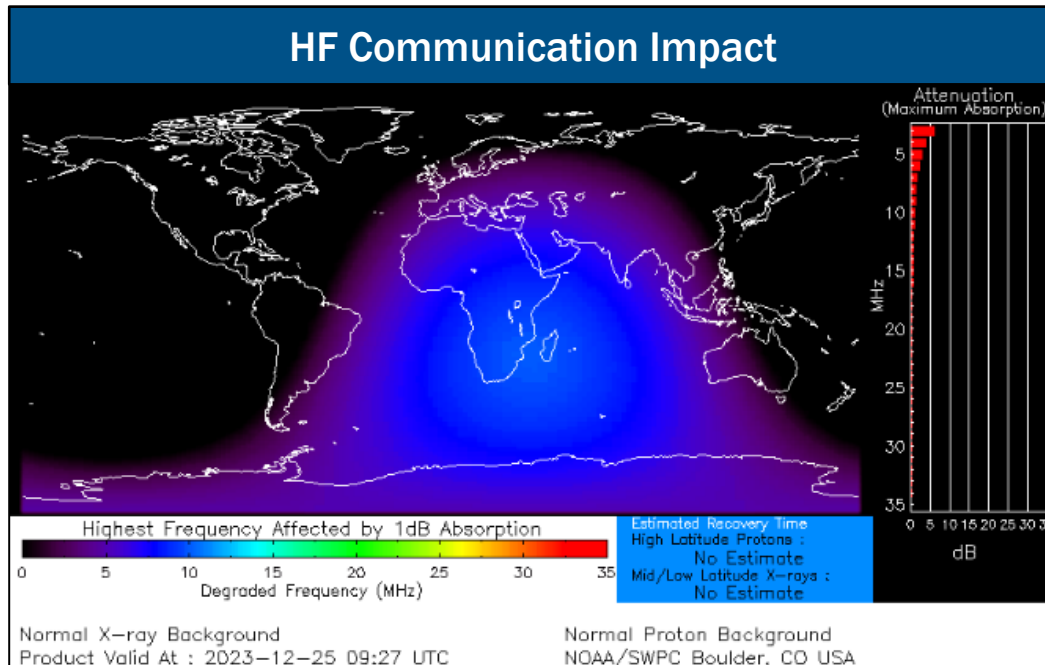 HF Communication Impact
Attenuation
(Maximum Absorption)
5
10
15
MHz
20
25
30
35
0 5 10 15 20 25 30 3
dB
Highest Frequency Affected by 1dB Absorption
0 5 10 15 20 25 30 35
Degraded Frequency (MHz)
Estimated Recovery Time
High Latitude Protons :
No Estimate
Mid/Low Latitude X-rays :
No Estimate
Normal X-ray Background
Product Valid At : 2023-12-25 09:27 UTC
Normal Proton Background
NOAA/SWPC Boulder, CO USA